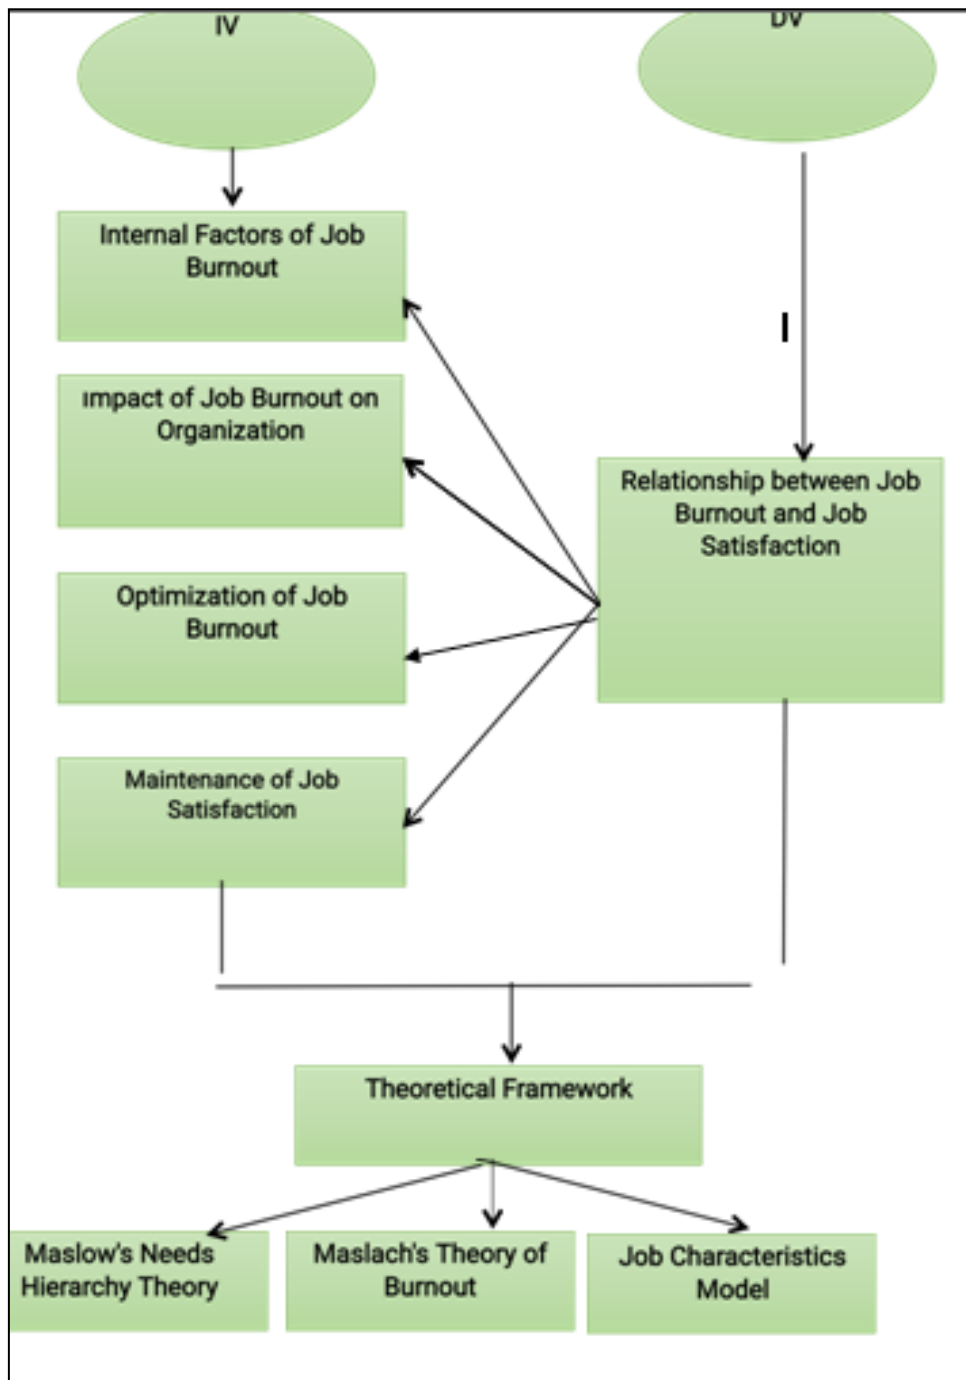 IV
DV
Internal Factors of Job
Burnout
Impact of Job Burnout on
Organization
Optimization of Job
Burnout
Maintenance of Job
Satisfaction
I
Relationship between Job
Burnout and Job
Satisfaction
Theoretical Framework
Maslow's Needs
Hierarchy Theory
Maslach's Theory of
Burnout
Job Characteristics
Model